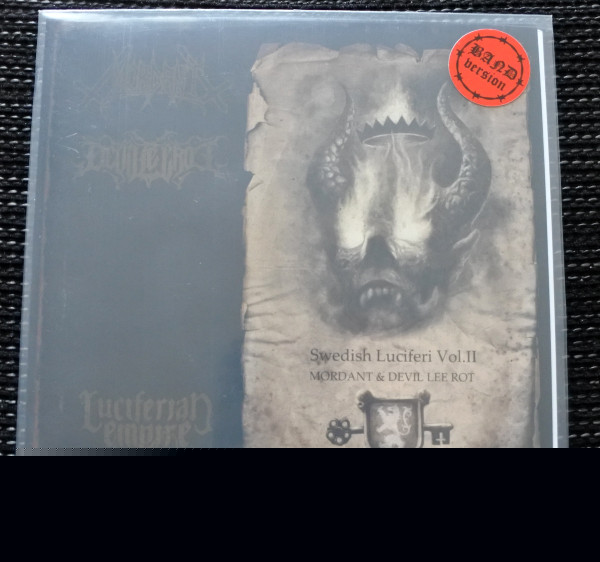 BAND
version
Swedish Luciferi Vol.II
MORDANT & DEVIL LEE ROT
Luciferian
empire